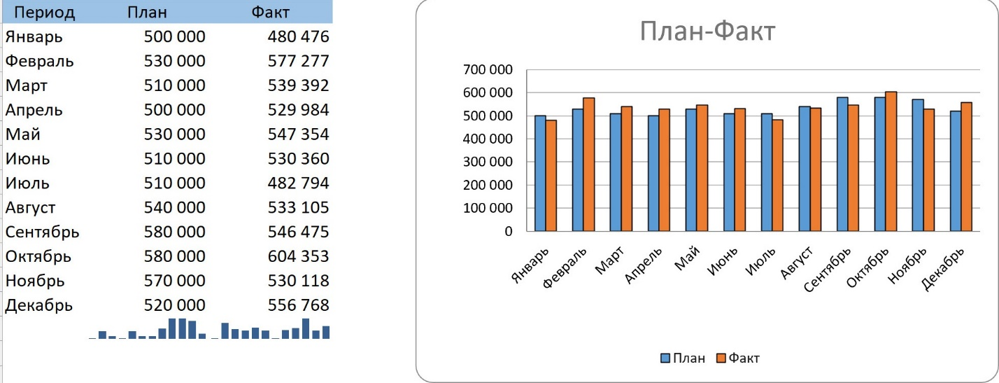 Период План Факт
Январь 500 000 480 476
Февраль 530 000 577 277
Март 510 000 539 392
Апрель 500 000 529 984
Май 530 000 547 354
Июнь 510 000 530 360
Июль 510 000 482 794
Август 540 000 533 105
Сентябрь 580 000 546 475
Октябрь 580 000 604 353
Ноябрь 570 000 530 118
Декабрь 520 000 556 768
План-Факт
700 000
600 000
500 000
400 000
300 000
200 000
100 000
0
Январь Февраль Март Апрель Май Июнь Июль Август Сентябрь Октябрь Ноябрь Декабрь
План Факт